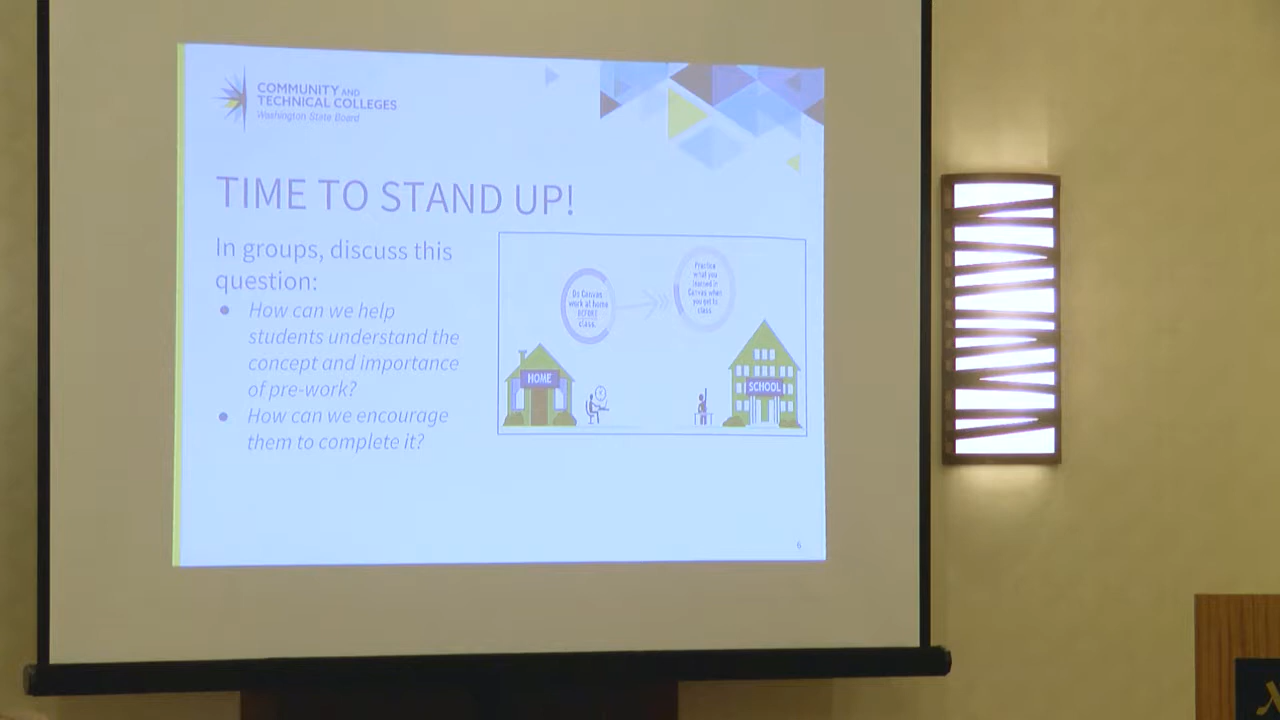 COMMUNITY AND
TECHNICAL COLLEGES
Washington State Board
TIME TO STAND UP!
In groups, discuss this
question:
● How can we help
students understand the
concept and importance
of pre-work?
● How can we encourage
them to complete it?
Do Canvas
work at home
BEFORE
class.
Practice
what you
learned in
Canvas when
you get to
class
HOME
SCHOOL
6